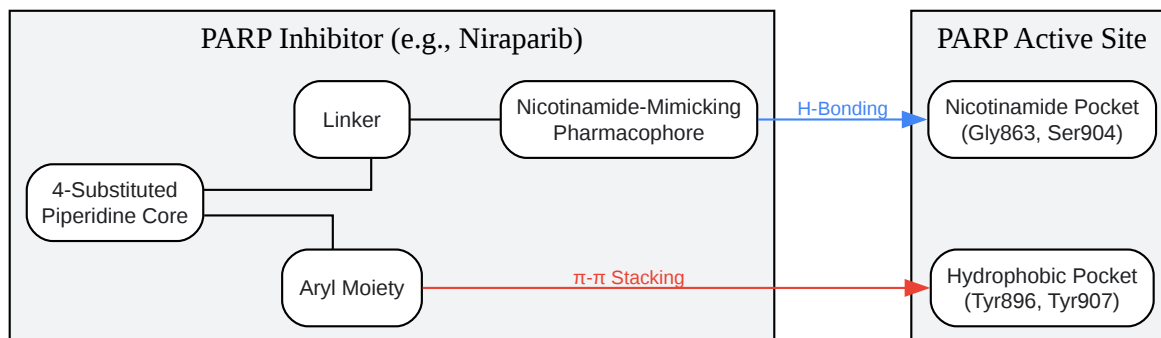 PARP Inhibitor (e.g., Niraparib)
PARP Active Site
Linker
Nicotinamide-Mimicking
Pharmacophore
H-Bonding
Nicotinamide Pocket
(Gly863, Ser904)
4-Substituted
Piperidine Core
Aryl Moiety
π-π Stacking
Hydrophobic Pocket
(Tyr896, Tyr907)